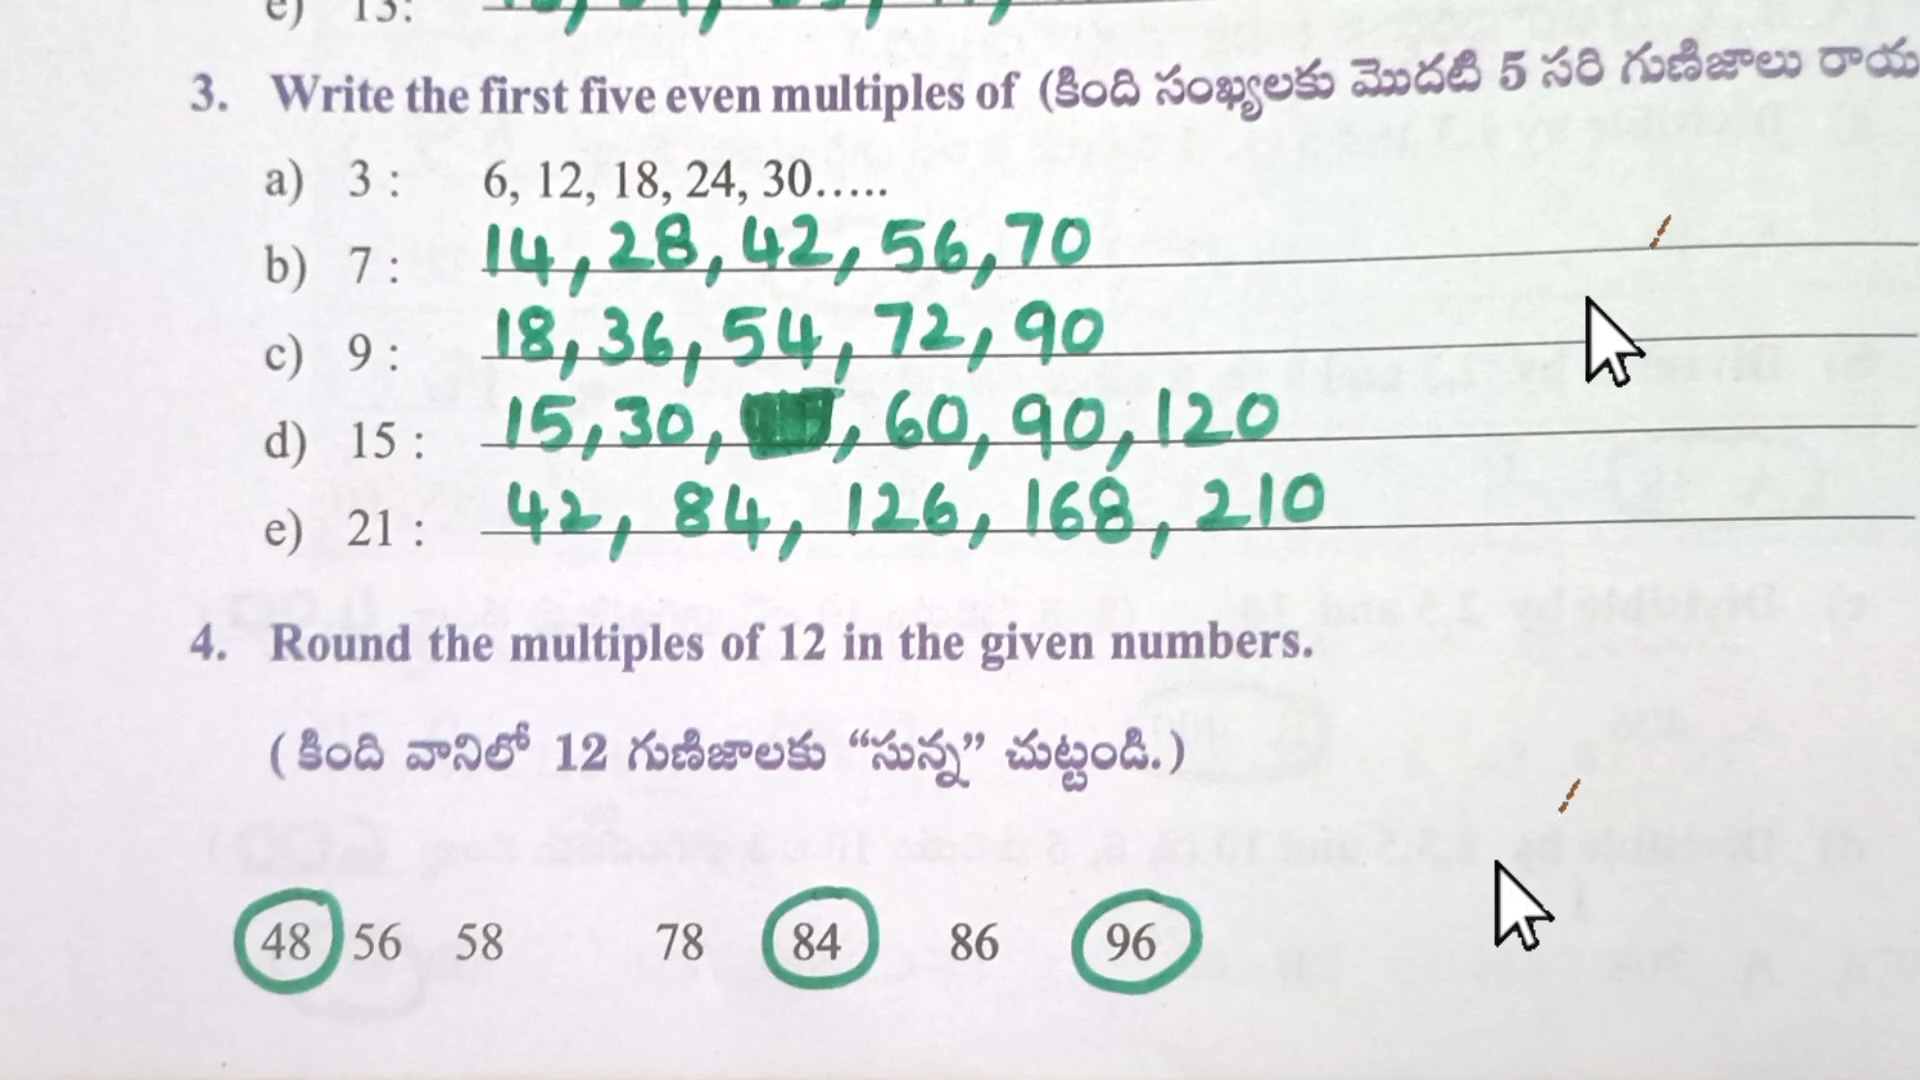 e) 13:
3. Write the first five even multiples of (కింది సంఖ్యలకు మొదటి 5 సరి గుణిజాలు రాయ
a) 3 : 6, 12, 18, 24, 30.....
b) 7 : 14, 28, 42, 56, 70
c) 9 : 18, 36, 54, 72, 90
d) 15 : 15, 30, , 60, 90, 120
e) 21 : 42, 84, 126, 168, 210
4. Round the multiples of 12 in the given numbers.
( కింది వానిలో 12 గుణిజాలకు “సున్న” చుట్టండి.)
48 56 58 78 84 86 96